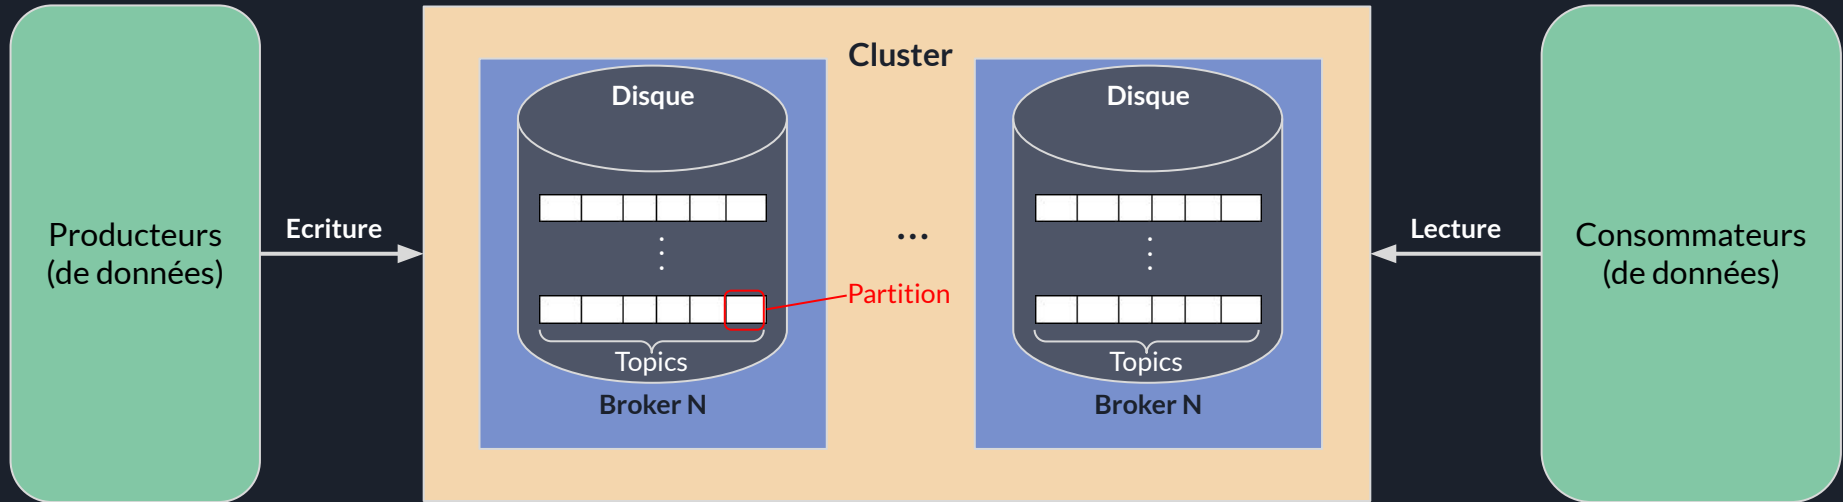 Cluster
Disque
Disque
Producteurs
(de données)
Ecriture
...
Lecture
Consommateurs
(de données)
Partition
Topics
Topics
Broker N
Broker N